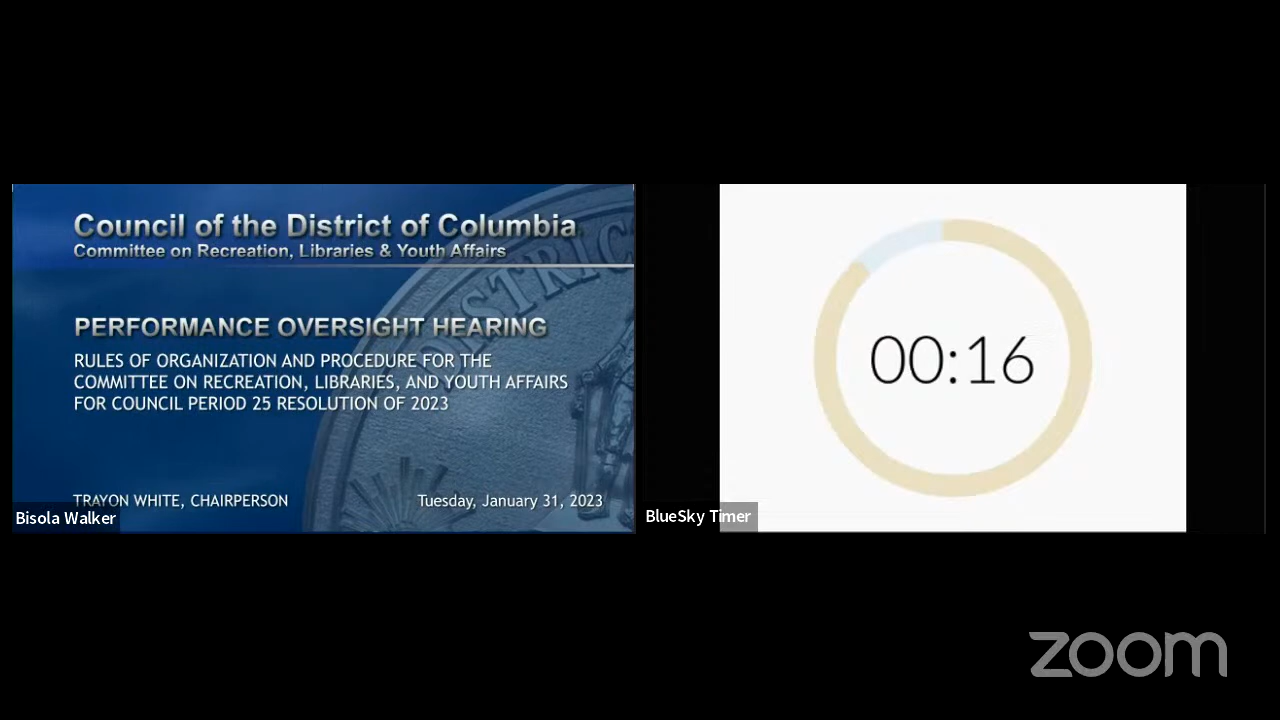 Council of the District of Columbia
Committee on Recreation, Libraries & Youth Affairs
PERFORMANCE OVERSIGHT HEARING
RULES OF ORGANIZATION AND PROCEDURE FOR THE
COMMITTEE ON RECREATION, LIBRARIES, AND YOUTH AFFAIRS
FOR COUNCIL PERIOD 25 RESOLUTION OF 2023
TRAYON WHITE, CHAIRPERSON
Tuesday, January 31, 2023
Bisola Walker
DISTRIC
00:16
BlueSky Timer
zoom